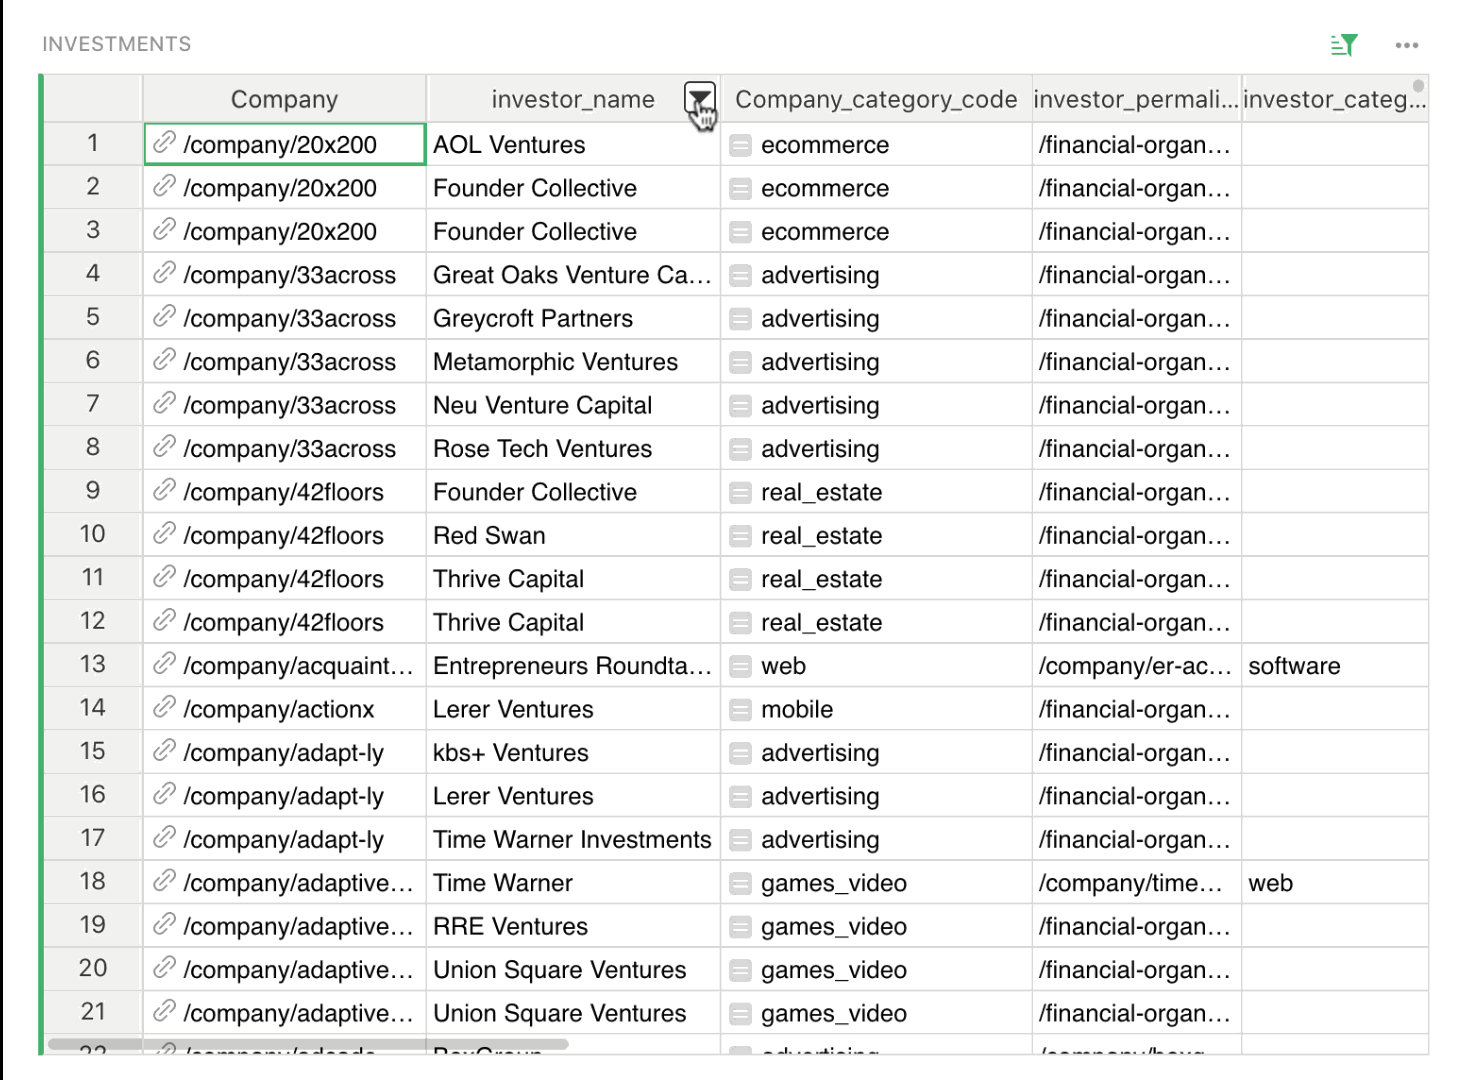 INVESTMENTS
Company investor_name Company_category_code investor_permali... investor_categ...
1 /company/20x200 AOL Ventures ecommerce /financial-organ...
2 /company/20x200 Founder Collective ecommerce /financial-organ...
3 /company/20x200 Founder Collective ecommerce /financial-organ...
4 /company/33across Great Oaks Venture Ca... advertising /financial-organ...
5 /company/33across Greycroft Partners advertising /financial-organ...
6 /company/33across Metamorphic Ventures advertising /financial-organ...
7 /company/33across Neu Venture Capital advertising /financial-organ...
8 /company/33across Rose Tech Ventures advertising /financial-organ...
9 /company/42floors Founder Collective real_estate /financial-organ...
10 /company/42floors Red Swan real_estate /financial-organ...
11 /company/42floors Thrive Capital real_estate /financial-organ...
12 /company/42floors Thrive Capital real_estate /financial-organ...
13 /company/acquaint... Entrepreneurs Roundta... web /company/er-ac... software
14 /company/actionx Lerer Ventures mobile /financial-organ...
15 /company/adapt-ly kbs+ Ventures advertising /financial-organ...
16 /company/adapt-ly Lerer Ventures advertising /financial-organ...
17 /company/adapt-ly Time Warner Investments advertising /financial-organ...
18 /company/adaptive... Time Warner games_video /company/time... web
19 /company/adaptive... RRE Ventures games_video /financial-organ...
20 /company/adaptive... Union Square Ventures games_video /financial-organ...
21 /company/adaptive... Union Square Ventures games_video /financial-organ...